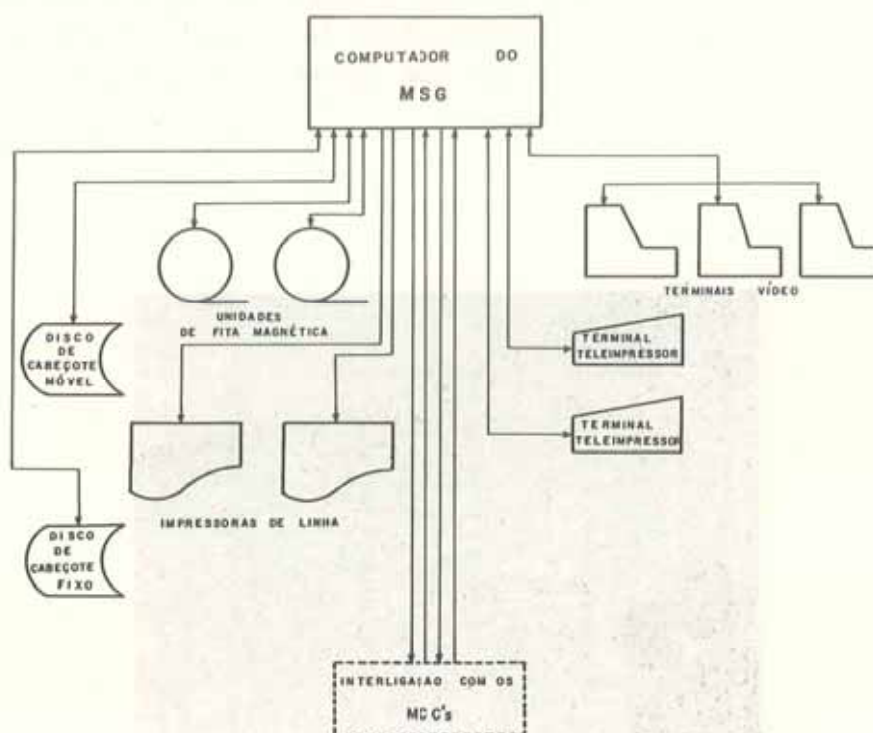 COMPUTADOR DO
MSG
TERMINAIS VÍDEO
UNIDADES
DE FITA MAGNÉTICA
TERMINAL
TELEIMPRESSOR
DISCO
DE
CABEÇOTE
MÓVEL
TERMINAL
TELEIMPRESSOR
IMPRESSORAS DE LINHA
DISCO
DE
CABEÇOTE
FIXO
INTERLIGAÇÃO COM OS
MDC's